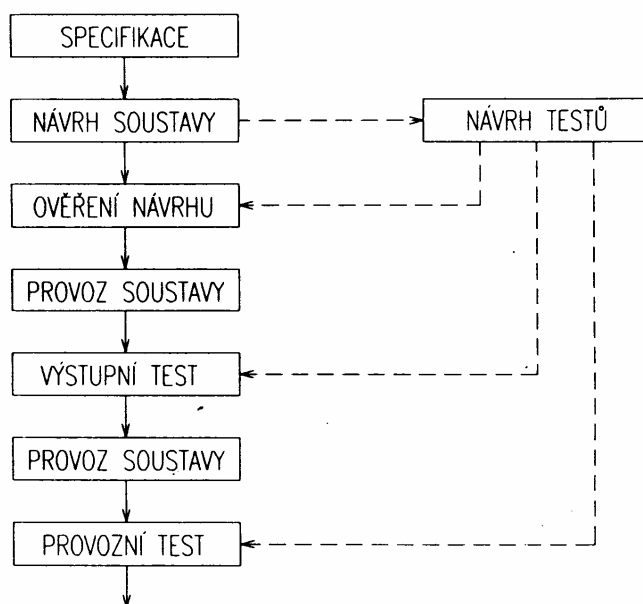 SPECIFIKACE
NÁVRH SOUSTAVY
NÁVRH TESTŮ
OVĚŘENÍ NÁVRHU
PROVOZ SOUSTAVY
VÝSTUPNÍ TEST
PROVOZ SOUSTAVY
PROVOZNÍ TEST